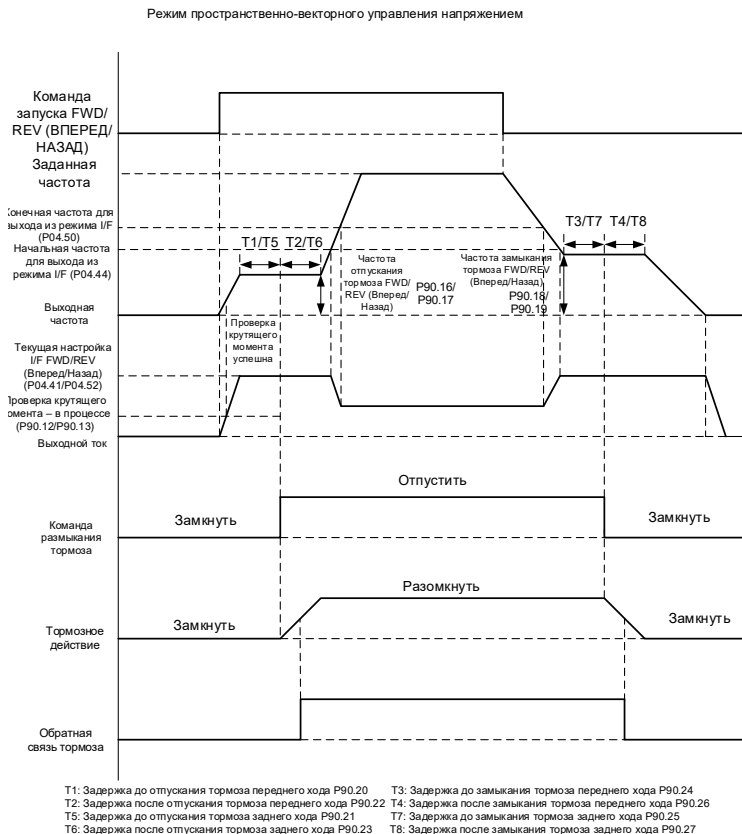 Режим пространственно-векторного управления напряжением
Команда
запуска FWD/
REV (ВПЕРЕД/
НАЗАД)
Заданная
частота
Конечная частота для
выхода из режима I/F
(P04.50)
Начальная частота
для выхода из
режима I/F (P04.44)
Выходная
частота
Текущая настройка
I/F FWD/REV
(Вперед/Назад)
(P04.41/P04.52)
Проверка крутящего
момента – в процессе
(P90.12/P90.13)
Выходной ток
T1/T5
T2/T6
T3/T7
T4/T8
Частота
отпускания
тормоза FWD/
REV (Вперед/
Назад)
P90.16/
P90.17
Частота замыкания
тормоза FWD/REV
(Вперед/Назад)
P90.18/
P90.19
Проверка
крутящего
момента
успешна
Команда
размыкания
тормоза
Замкнуть
Отпустить
Замкнуть
Тормозное
действие
Замкнуть
Разомкнуть
Замкнуть
Обратная
связь тормоза
T1: Задержка до отпускания тормоза переднего хода P90.20
T2: Задержка после отпускания тормоза переднего хода P90.22
T5: Задержка до отпускания тормоза заднего хода P90.21
T6: Задержка после отпускания тормоза заднего хода P90.23
T3: Задержка до замыкания тормоза переднего хода P90.24
T4: Задержка после замыкания тормоза переднего хода P90.26
T7: Задержка до замыкания тормоза заднего хода P90.25
T8: Задержка после замыкания тормоза заднего хода P90.27